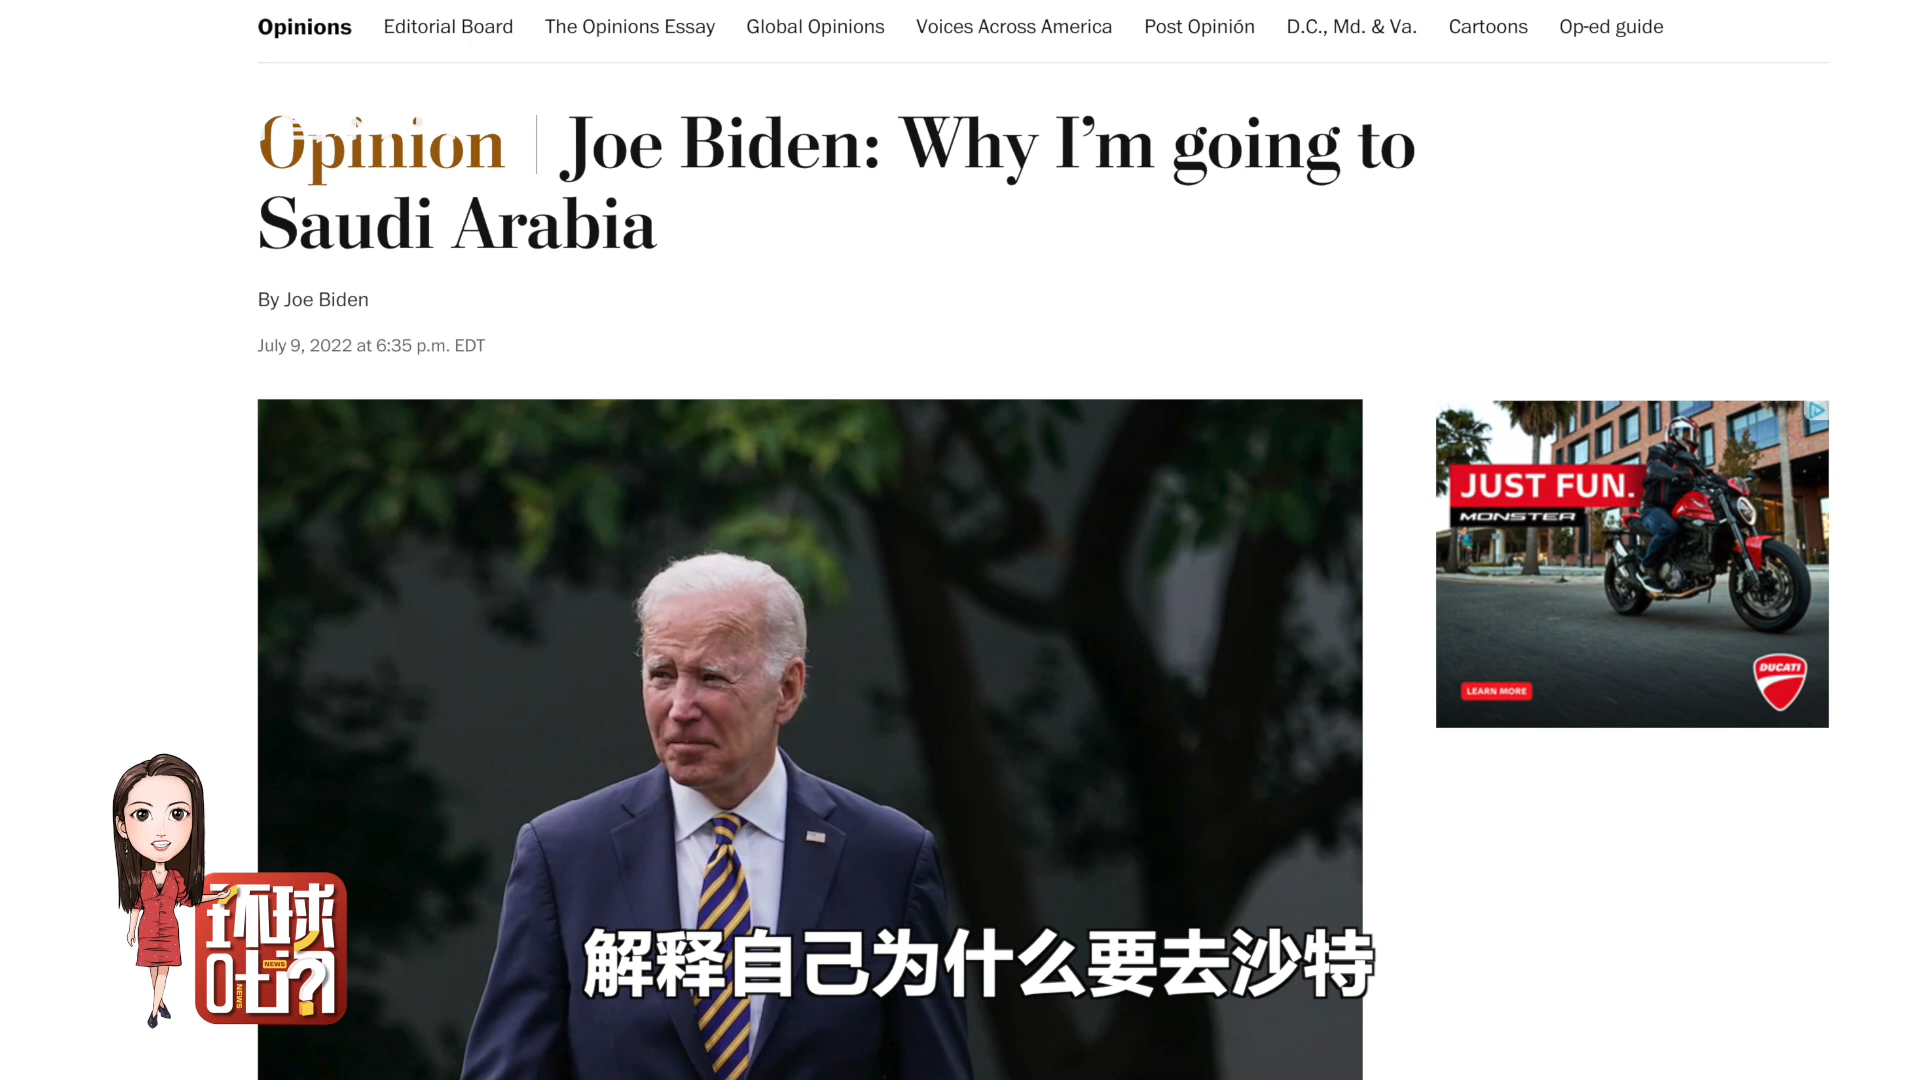 Opinions Editorial Board The Opinions Essay Global Opinions Voices Across America Post Opinión D.C., Md. & Va. Cartoons Op-ed guide
Opinion | Joe Biden: Why I'm going to
Saudi Arabia
By Joe Biden
July 9, 2022 at 6:35 p.m. EDT
JUST FUN.
MONSTER
DUCATI
LEARN MORE
环球
NEWS
NEWS
解释自己为什么要去沙特